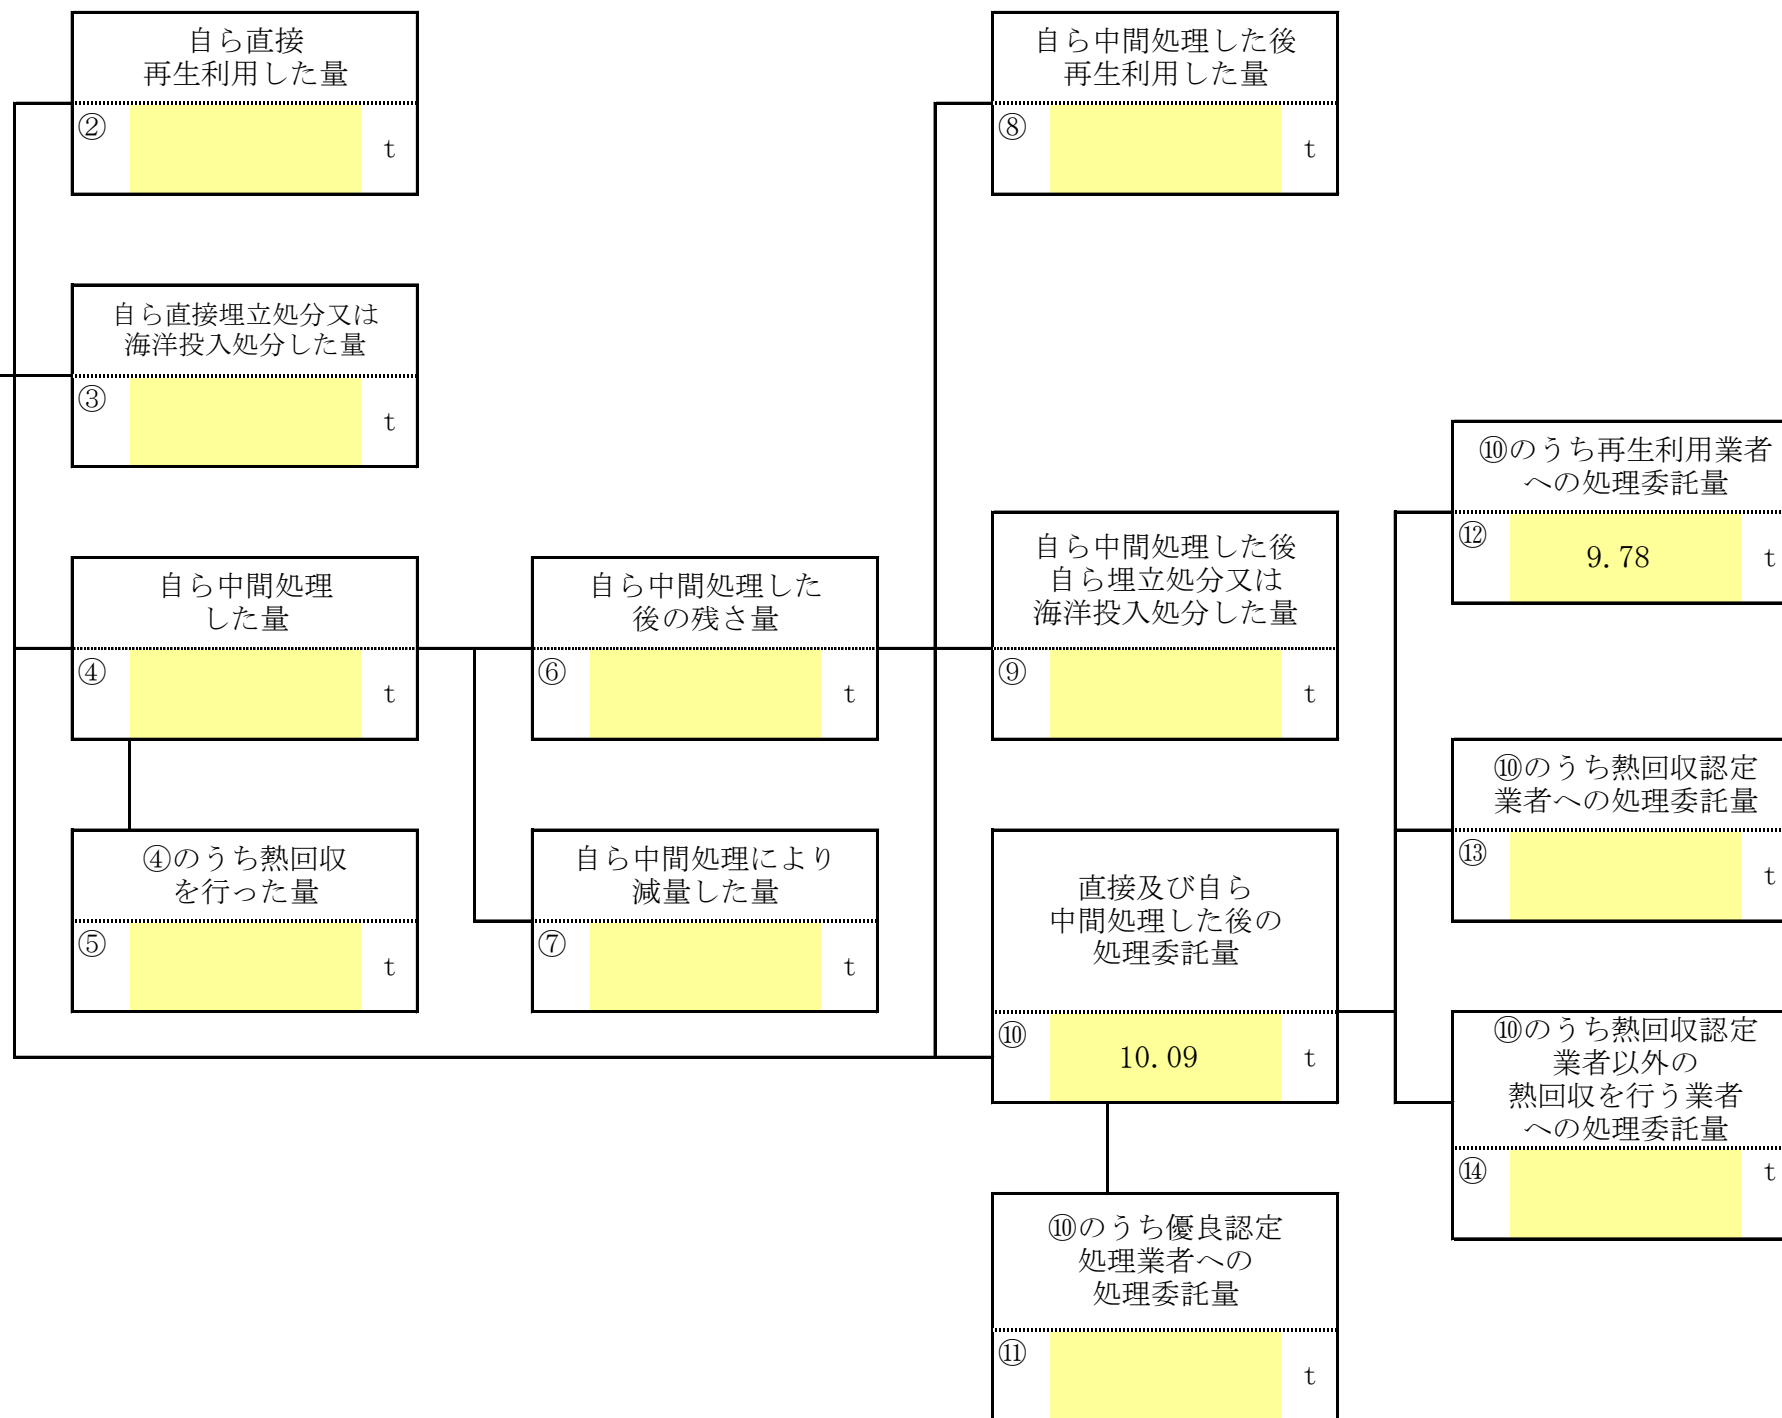 自ら直接
再生利用した量
②
t
自ら中間処理した後
再生利用した量
⑧
t
自ら直接埋立処分又は
海洋投入処分した量
③
t
⑩のうち再生利用業者
への処理委託量
⑫ 9.78 t
自ら中間処理
した量
④
t
自ら中間処理した
後の残さ量
⑥
t
自ら中間処理した後
自ら埋立処分又は
海洋投入処分した量
⑨
t
⑩のうち熱回収認定
業者への処理委託量
⑬
t
④のうち熱回収
を行った量
⑤
t
自ら中間処理により
減量した量
⑦
t
直接及び自ら
中間処理した後の
処理委託量
⑩ 10.09 t
⑩のうち熱回収認定
業者以外の
熱回収を行う業者
への処理委託量
⑭ t
⑩のうち優良認定
処理業者への
処理委託量
⑪
t